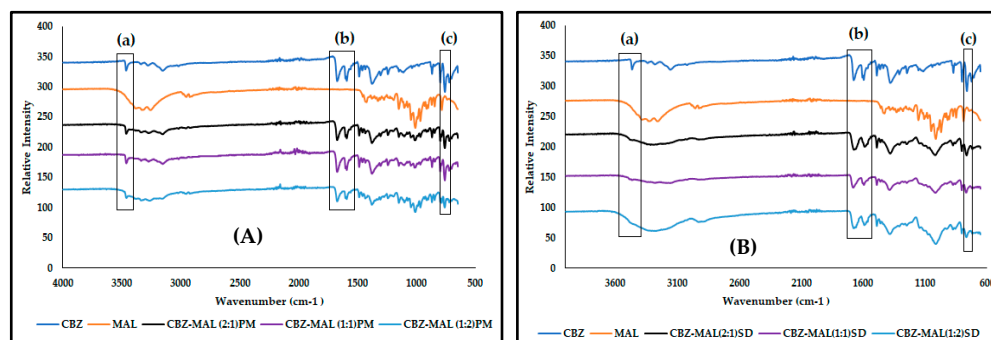 (a)
(b)
(c)
400
350
300
250
200
150
100
50
0
Relative Intensity
(A)
4000
3500
3000
2500
2000
1500
1000
500
Wavenumber (cm-1 )
CBZ
MAL
CBZ-MAL (2:1)PM
CBZ-MAL (1:1)PM
CBZ-MAL (1:2)PM
(a)
(b)
(c)
400
350
300
250
200
150
100
50
0
Relative Intensity
(B)
3600
3100
2600
2100
1600
1100
600
Wavenumber (cm-1 )
CBZ
MAL
CBZ-MAL(2:1)SD
CBZ-MAL(1:1)SD
CBZ-MAL(1:2)SD